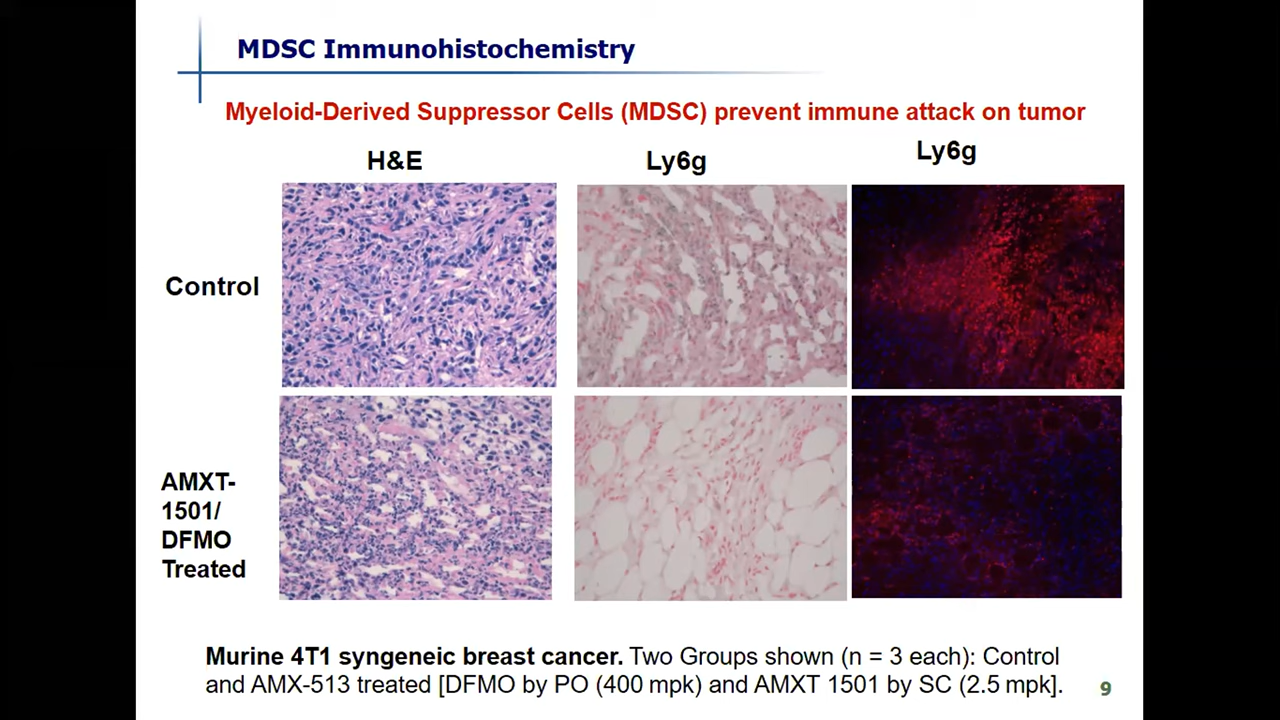 MDSC Immunohistochemistry
Myeloid-Derived Suppressor Cells (MDSC) prevent immune attack on tumor
H&E
Ly6g
Ly6g
Control
AMXT-
1501/
DFMO
Treated
Murine 4T1 syngeneic breast cancer. Two Groups shown (n = 3 each): Control
and AMX-513 treated [DFMO by PO (400 mpk) and AMXT 1501 by SC (2.5 mpk].
9